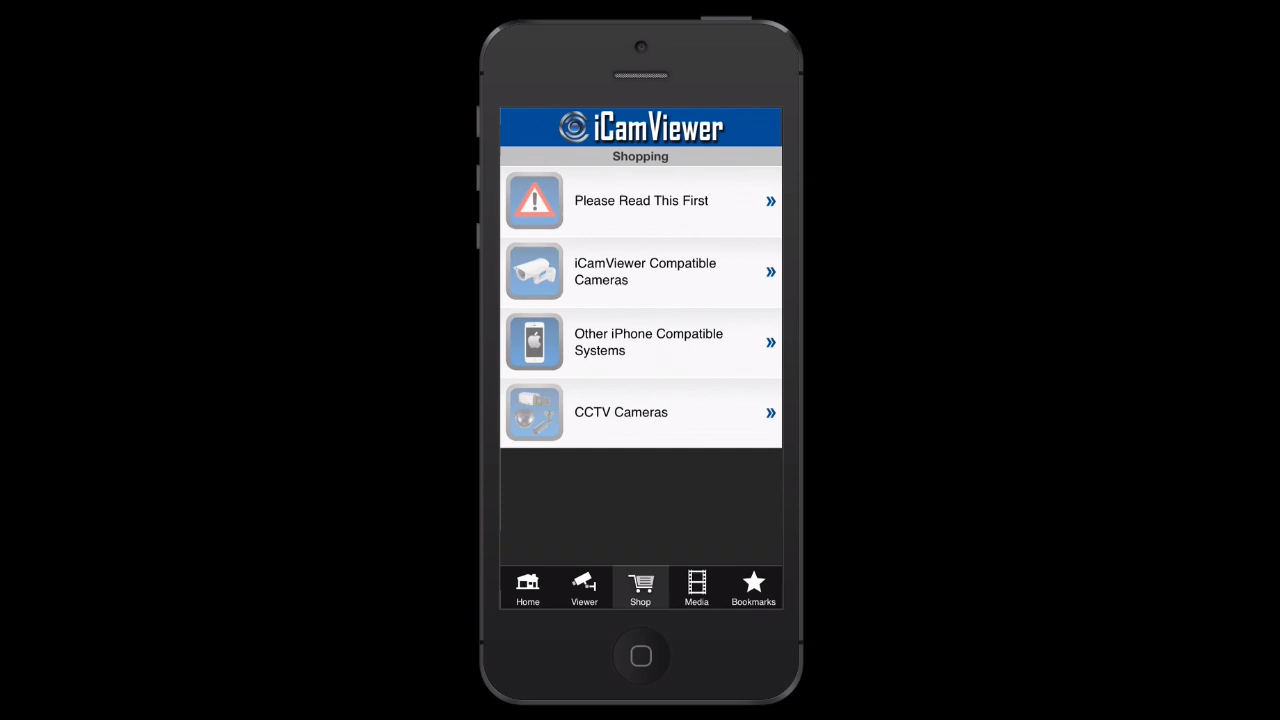 iCamViewer
Shopping
Please Read This First
iCamViewer Compatible
Cameras
Other iPhone Compatible
Systems
CCTV Cameras
Home
Viewer
Shop
Media
Bookmarks